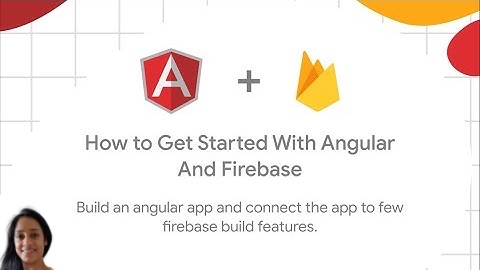 A
+
How to Get Started With Angular
And Firebase
Build an angular app and connect the app to few
firebase build features.